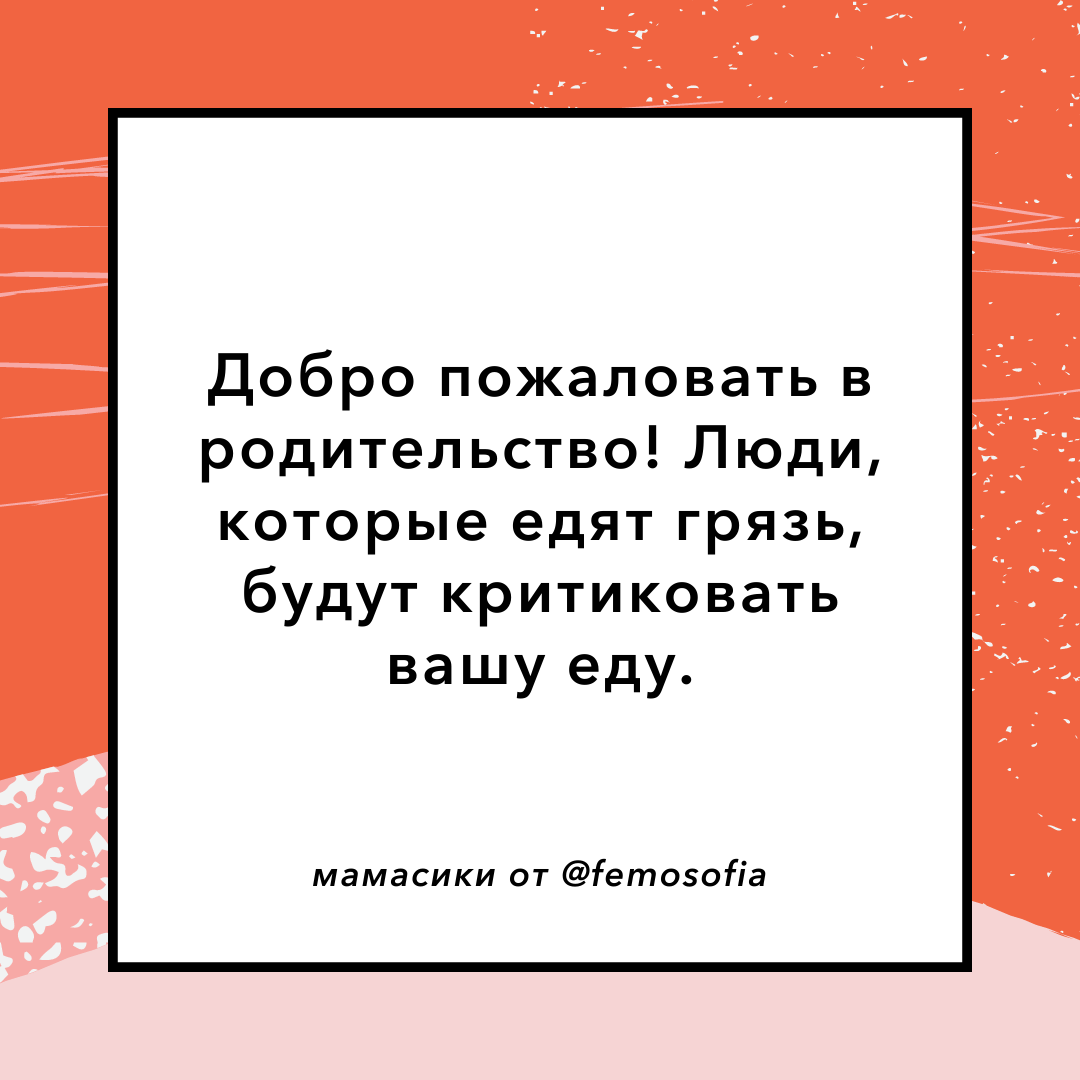 Добро пожаловать в
родительство! Люди,
которые едят грязь,
будут критиковать
вашу еду.
мамасики от @femosofia